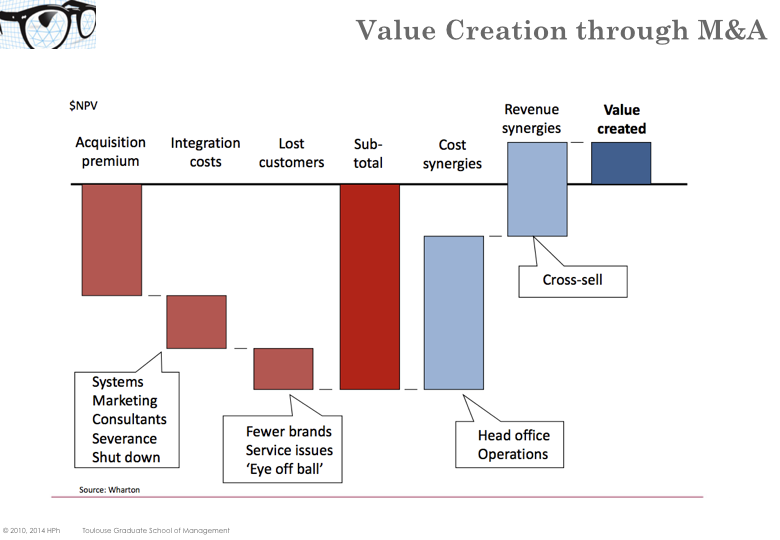 Value Creation through M&A
$NPV
Acquisition
premium
Integration
costs
Lost
customers
Sub-
total
Cost
synergies
Revenue
synergies
Value
created
Cross-sell
Systems
Marketing
Consultants
Severance
Shut down
Fewer brands
Service issues
‘Eye off ball’
Head office
Operations
Source: Wharton
© 2010, 2014 HPh
Toulouse Graduate School of Management